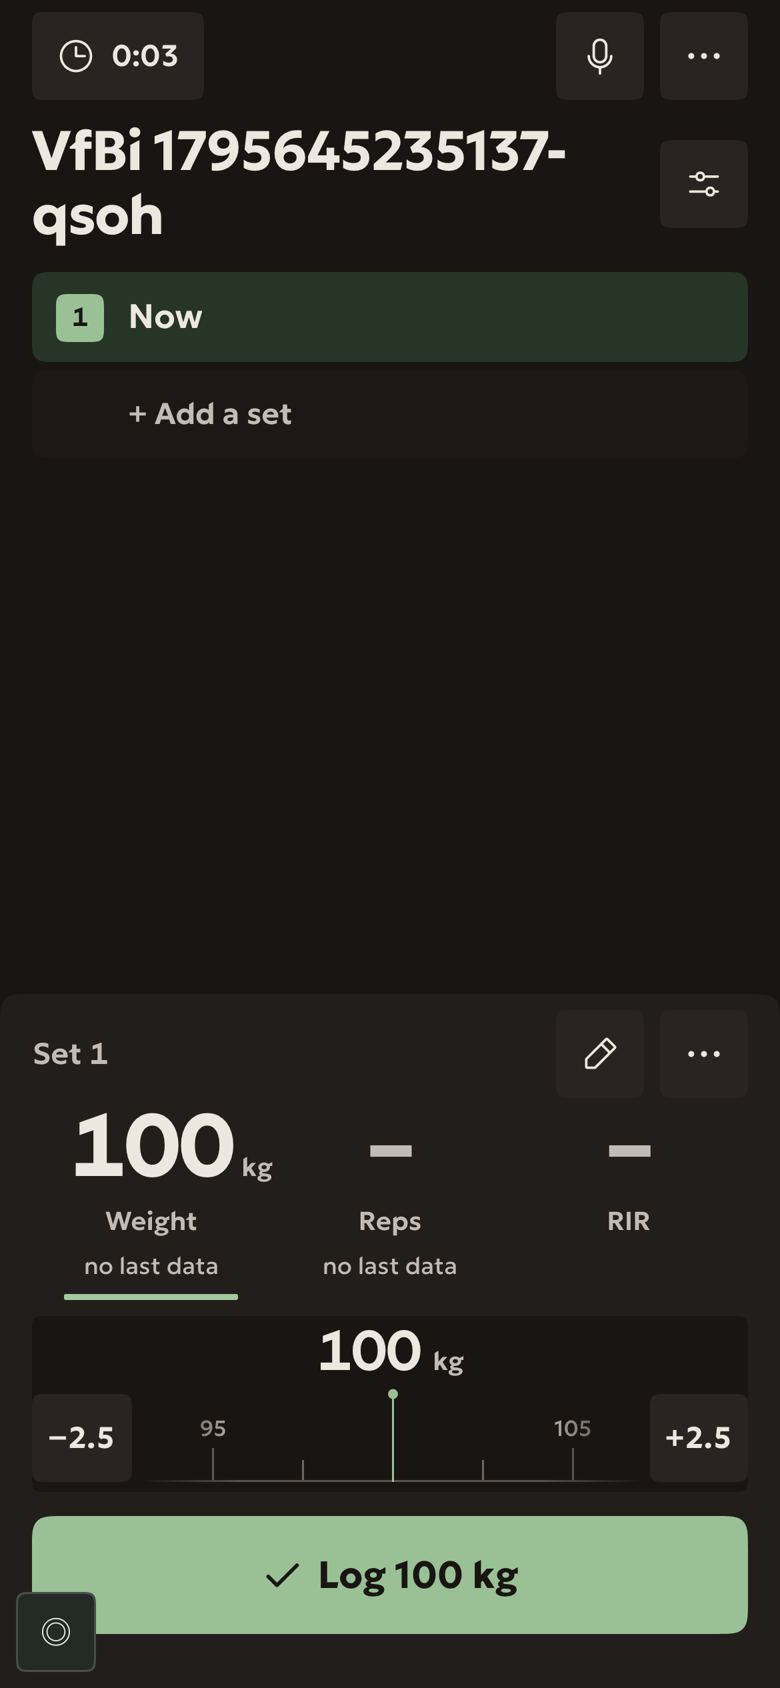 0:03
VfBi 1795645235137-
qsoh
1 Now
+ Add a set
Set 1
100 kg – –
Weight Reps RIR
no last data no last data
100 kg
−2.5 95 105 +2.5
Log 100 kg